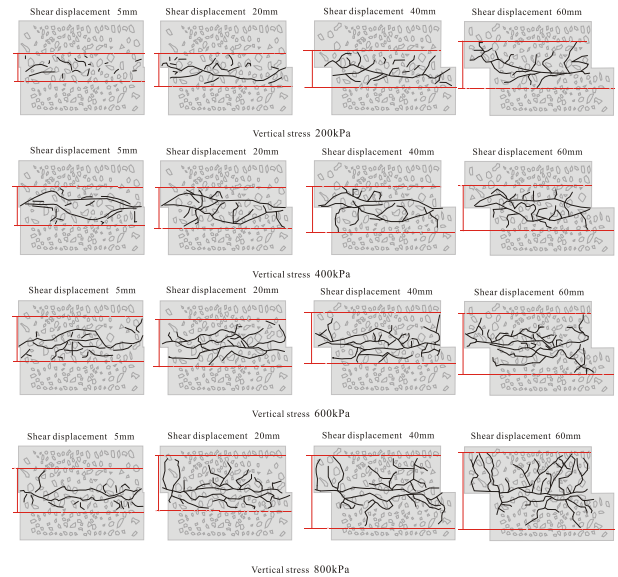 Shear displacement 5mm
Shear displacement 20mm
Shear displacement 40mm
Shear displacement 60mm
Vertical stress 200kPa
Shear displacement 5mm
Shear displacement 20mm
Shear displacement 40mm
Shear displacement 60mm
Vertical stress 400kPa
Shear displacement 5mm
Shear displacement 20mm
Shear displacement 40mm
Shear displacement 60mm
Vertical stress 600kPa
Shear displacement 5mm
Shear displacement 20mm
Shear displacement 40mm
Shear displacement 60mm
Vertical stress 800kPa